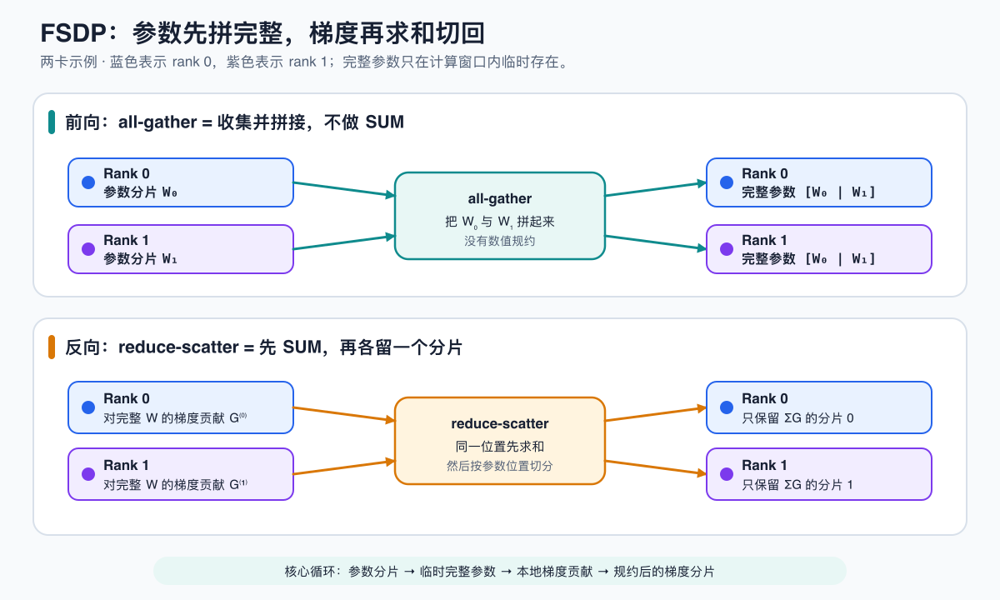 FSDP：参数先拼完整，梯度再求和切回
两卡示例 · 蓝色表示 rank 0，紫色表示 rank 1；完整参数只在计算窗口内临时存在。
前向：all-gather = 收集并拼接，不做 SUM
Rank 0
参数分片 W₀
Rank 1
参数分片 W₁
all-gather
把 W₀ 与 W₁ 拼起来
没有数值规约
Rank 0
完整参数 [W₀ | W₁]
Rank 1
完整参数 [W₀ | W₁]
反向：reduce-scatter = 先 SUM，再各留一个分片
Rank 0
对完整 W 的梯度贡献 G⁽⁰⁾
Rank 1
对完整 W 的梯度贡献 G⁽¹⁾
reduce-scatter
同一位置先求和
然后按参数位置切分
Rank 0
只保留 ΣG 的分片 0
Rank 1
只保留 ΣG 的分片 1
核心循环：参数分片 → 临时完整参数 → 本地梯度贡献 → 规约后的梯度分片